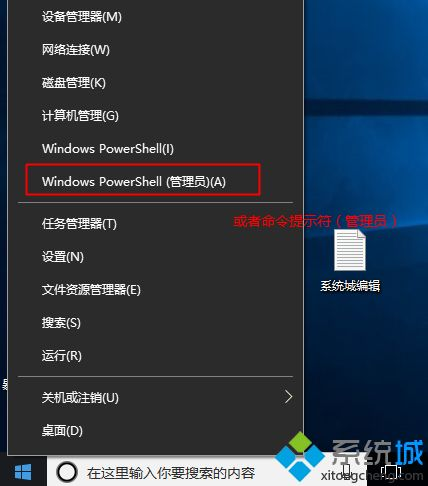 设备管理器(M)
网络连接(W)
磁盘管理(K)
计算机管理(G)
Windows PowerShell(I)
Windows PowerShell (管理员)(A)
任务管理器(T)
或者命令提示符（管理员）
设置(N)
文件资源管理器(E)
系统城编辑
搜索(S)
运行(R)
关机或注销(U)
桌面(D)
系统城
xitongcheng.com
在这里输入你要搜索的内容